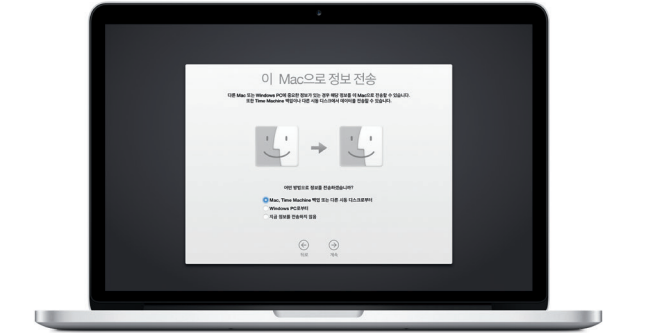 이 Mac으로 정보 전송
다른 Mac 또는 Windows PC에 중요한 정보가 있는 경우 해당 정보를 이 Mac으로 전송할 수 있습니다.
또한 Time Machine 백업이나 다른 시동 디스크에서 데이터를 전송할 수 있습니다.
어떤 방법으로 정보를 전송하겠습니까?
Mac, Time Machine 백업 또는 다른 시동 디스크로부터
Windows PC로부터
지금 정보를 전송하지 않음
뒤로 계속